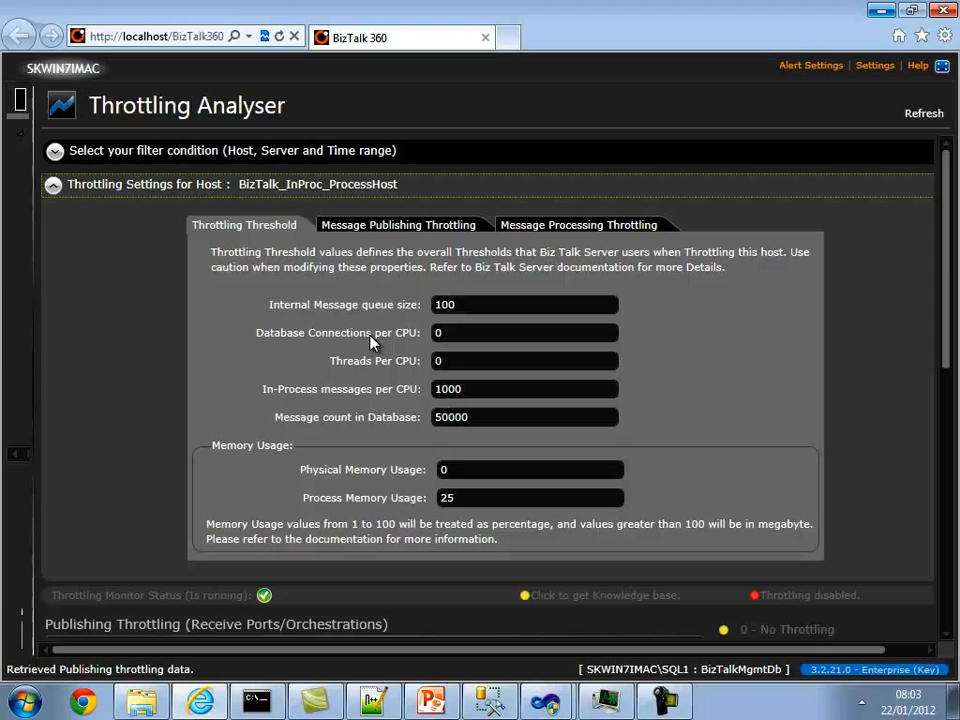 http://localhost/BizTalk360
BizTalk 360
SKWIN7IMAC
Alert Settings | Settings | Help
Throttling Analyser
Refresh
Select your filter condition (Host, Server and Time range)
Throttling Settings for Host : BizTalk_InProc_ProcessHost
Throttling Threshold
Message Publishing Throttling
Message Processing Throttling
Throttling Threshold values defines the overall Thresholds that Biz Talk Server users when Throttling this host. Use
caution when modifying these properties. Refer to Biz Talk Server documentation for more Details.
Internal Message queue size: 100
Database Connections per CPU: 0
Threads Per CPU: 0
In-Process messages per CPU: 1000
Message count in Database: 50000
Memory Usage:
Physical Memory Usage: 0
Process Memory Usage: 25
Memory Usage values from 1 to 100 will be treated as percentage, and values greater than 100 will be in megabyte.
Please refer to the documentation for more information.
Throttling Monitor Status (Is running):
Click to get Knowledge base.
Throttling disabled.
Publishing Throttling (Receive Ports/Orchestrations)
0 - No Throttling
Retrieved Publishing throttling data.
[ SKWIN7IMAC\SQL1 : BizTalkMgmtDb ]
3.2.21.0 - Enterprise (Key)
08:03
22/01/2012